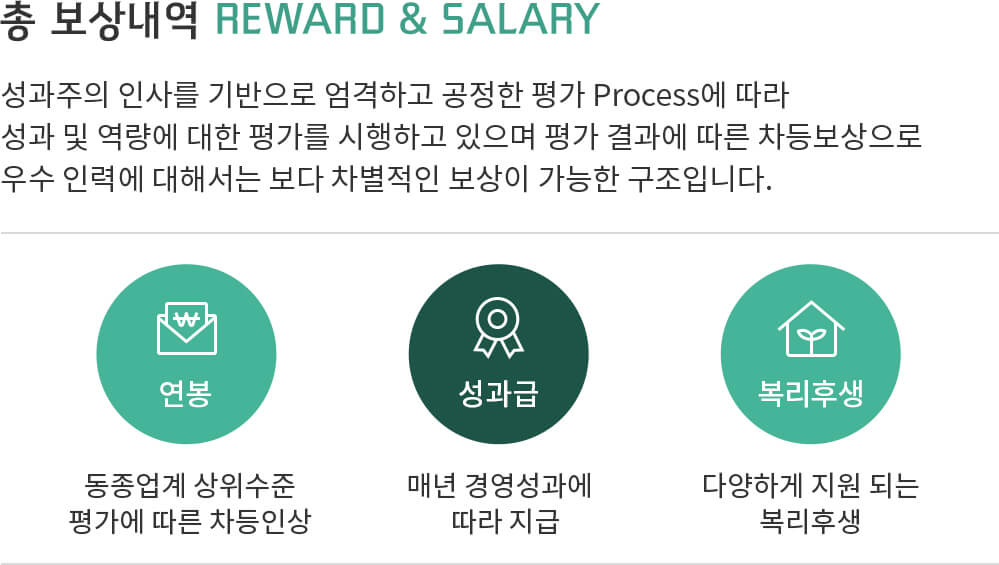 총 보상내역 REWARD & SALARY
성과주의 인사를 기반으로 엄격하고 공정한 평가 Process에 따라
성과 및 역량에 대한 평가를 시행하고 있으며 평가 결과에 따른 차등보상으로
우수 인력에 대해서는 보다 차별적인 보상이 가능한 구조입니다.
₩
연봉
동종업계 상위수준
평가에 따른 차등인상
성과급
매년 경영성과에
따라 지급
복리후생
다양하게 지원 되는
복리후생